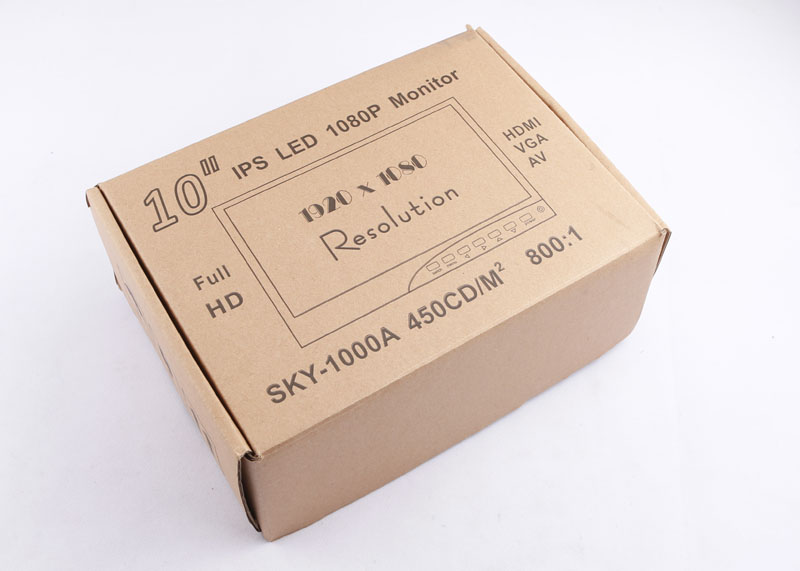 10" IPS LED 1080P Monitor
1920 x 1080
Resolution
HDMI
VGA
AV
Full
HD
SKY-1000A 450CD/M² 800:1